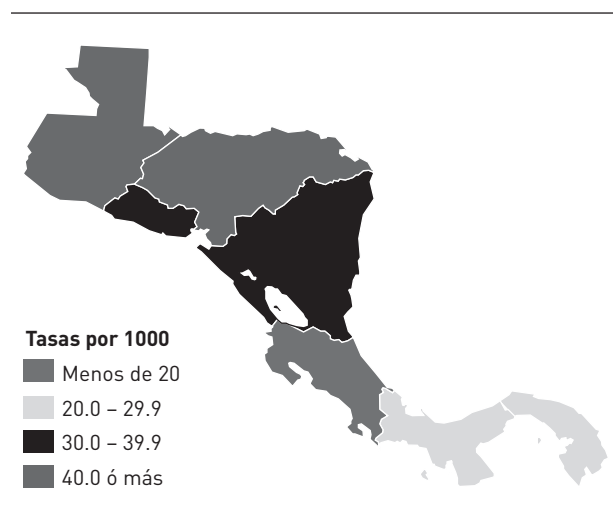 Tasas por 1000
Menos de 20
20.0 – 29.9
30.0 – 39.9
40.0 ó más